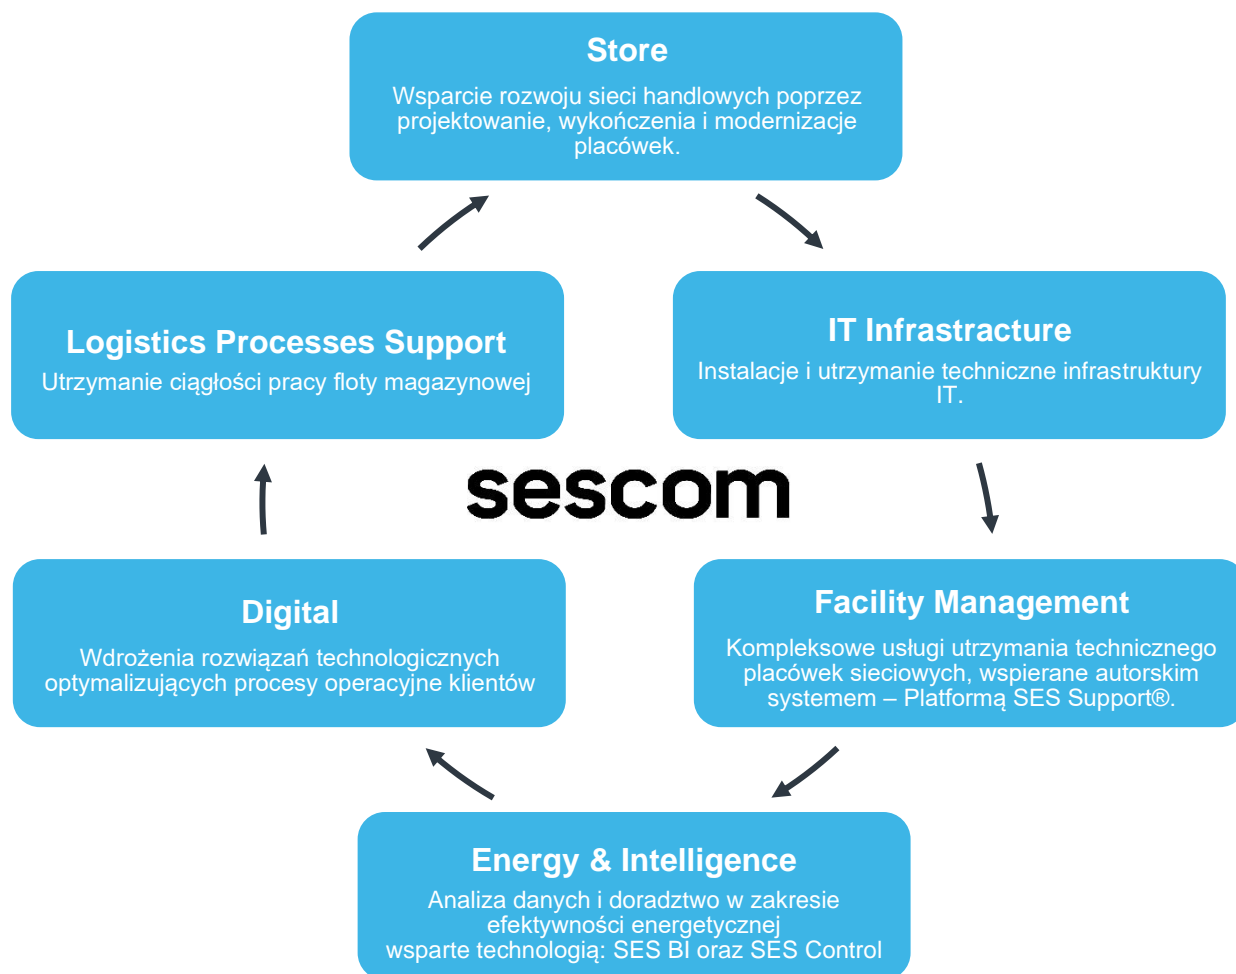 Store
Wsparcie rozwoju sieci handlowych poprzez
projektowanie, wykończenia i modernizacje
placówek.
Logistics Processes Support
Utrzymanie ciągłości pracy floty magazynowej
IT Infrastracture
Instalacje i utrzymanie techniczne infrastruktury
IT.
sescom
Digital
Wdrożenia rozwiązań technologicznych
optymalizujących procesy operacyjne klientów
Facility Management
Kompleksowe usługi utrzymania technicznego
placówek sieciowych, wspierane autorskim
systemem – Platformą SES Support®.
Energy & Intelligence
Analiza danych i doradztwo w zakresie
efektywności energetycznej
wsparte technologią: SES BI oraz SES Control